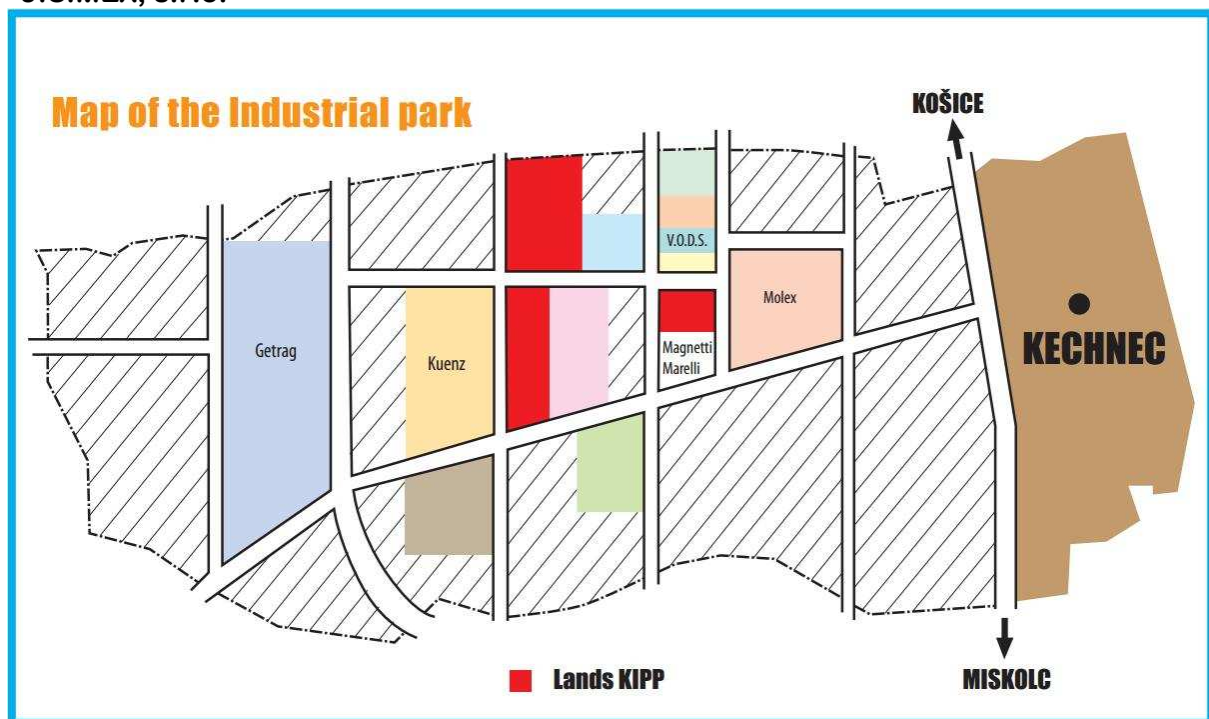 Map of the Industrial park
KOŠICE
V.O.D.S.
Molex
Getrag
Kuenz
Magnetti
Marelli
KECHNEC
Lands KIPP
MISKOLC